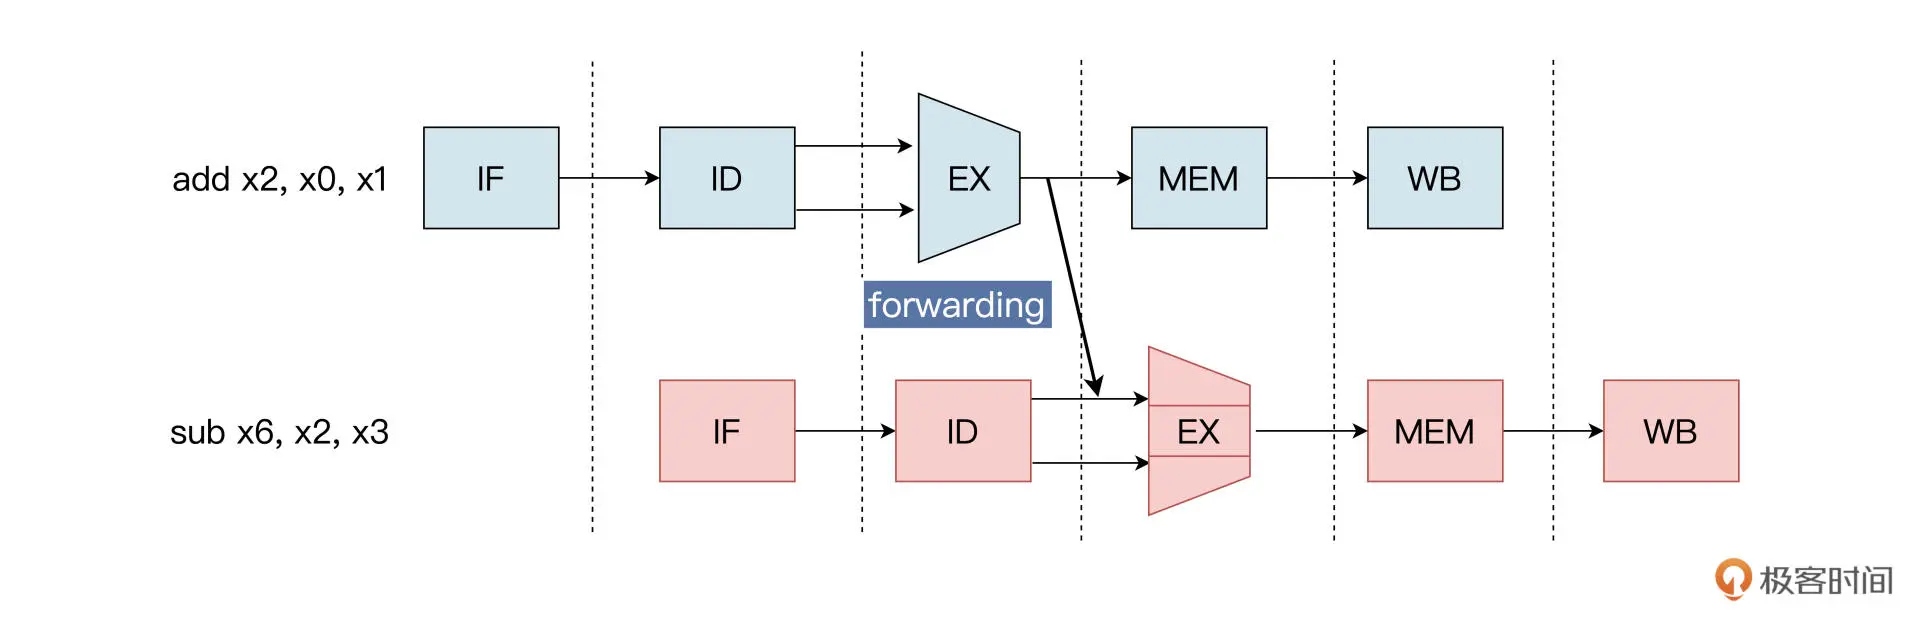 add x2, x0, x1 IF ID EX MEM WB
forwarding
sub x6, x2, x3 IF ID EX MEM WB
极客时间